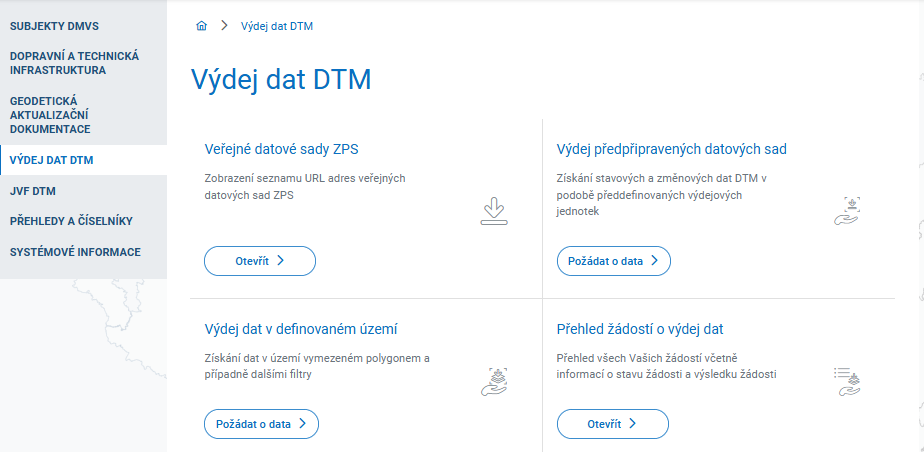 SUBJEKTY DMVS
DOPRAVNÍ A TECHNICKÁ
INFRASTRUKTURA
GEODETICKÁ
AKTUALIZAČNÍ
DOKUMENTACE
VÝDEJ DAT DTM
JVF DTM
PŘEHLEDY A ČÍSELNÍKY
SYSTÉMOVÉ INFORMACE
Výdej dat DTM
Výdej dat DTM
Veřejné datové sady ZPS
Zobrazení seznamu URL adres veřejných
datových sad ZPS
Otevřít
Výdej předpřipravených datových sad
Získání stavových a změnových dat DTM v
podobě předdefinovaných výdejových
jednotek
Požádat o data
Výdej dat v definovaném území
Získání dat v území vymezeném polygonem a
případně dalšími filtry
Požádat o data
Přehled žádostí o výdej dat
Přehled všech Vašich žádostí včetně
informací o stavu žádosti a výsledku žádosti
Otevřít